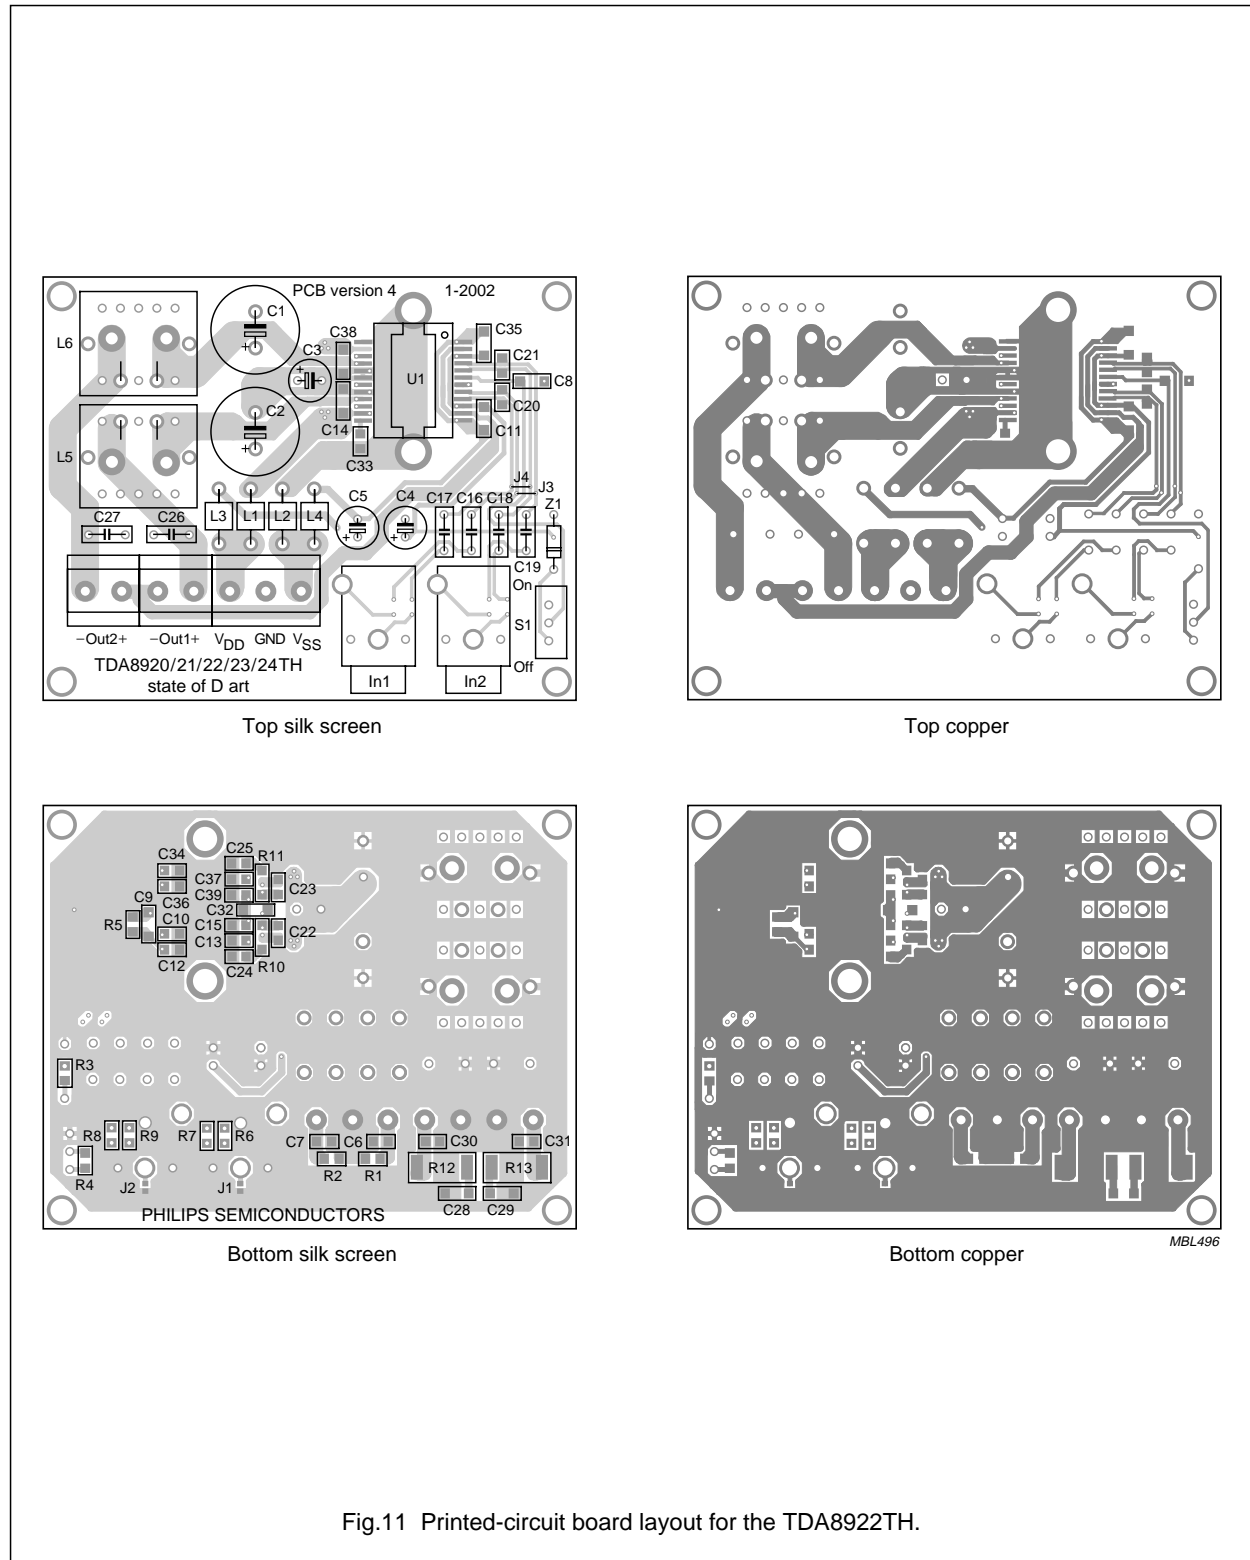 PCB version 4 1-2002
C1
C38
C35
L6
C3
C21
U1
C8
C2
C20
C14
C11
L5
C33
J4
J3
C5 C4 C17 C16 C18 Z1
L3 L1 L2 L4
C27 C26
C19
On
S1
−Out2+ −Out1+ VDD GND VSS
Off
TDA8920/21/22/23/24TH
state of D art
In1 In2
Top silk screen
Top copper
C25
C34 R11
C37
C39 C23
C9 C36
C32
R5 C10 C15 C22
C13
C12 C24 R10
R3
R8 R9 R7 R6 C7 C6 C30 C31
R12 R13
R4 J2 J1 R2 R1
C28 C29
PHILIPS SEMICONDUCTORS
Bottom silk screen
Bottom copper
MBL496
Fig.11 Printed-circuit board layout for the TDA8922TH.